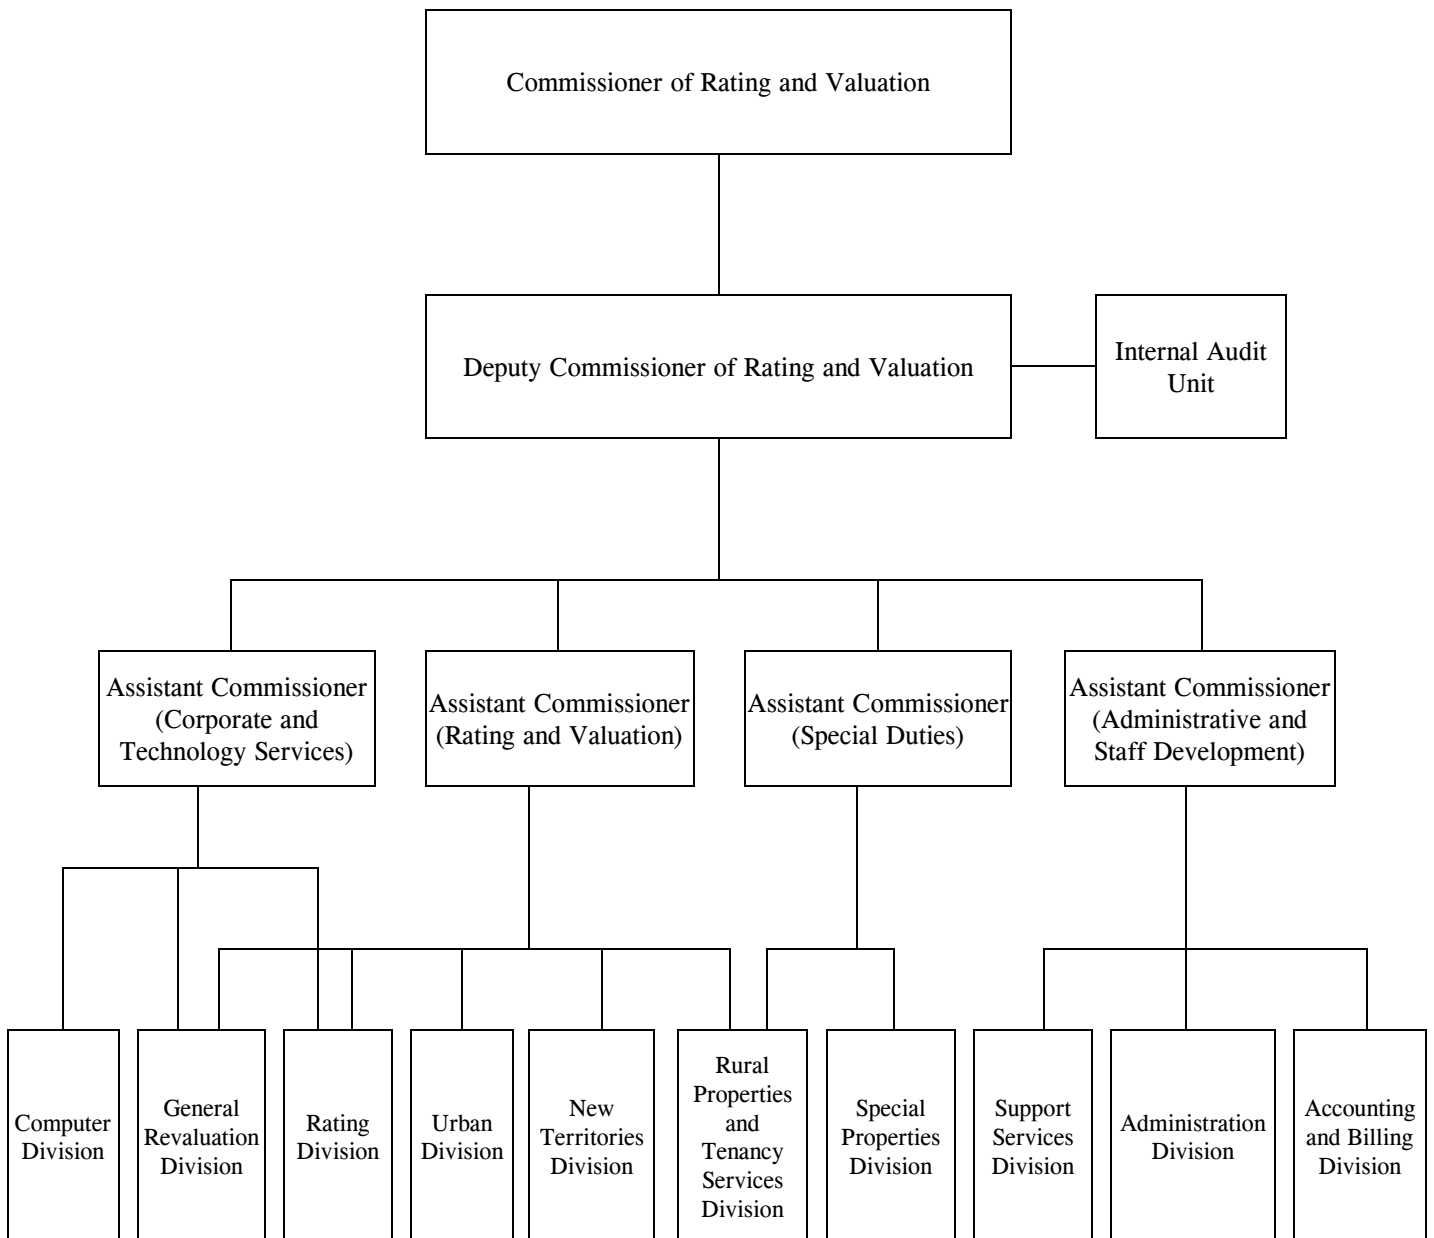 Commissioner of Rating and Valuation
Deputy Commissioner of Rating and Valuation
Internal Audit
Unit
Assistant Commissioner
(Corporate and
Technology Services)
Assistant Commissioner
(Rating and Valuation)
Assistant Commissioner
(Special Duties)
Assistant Commissioner
(Administrative and
Staff Development)
Computer
Division
General
Revaluation
Division
Rating
Division
Urban
Division
New
Territories
Division
Rural
Properties
and
Tenancy
Services
Division
Special
Properties
Division
Support
Services
Division
Administration
Division
Accounting
and Billing
Division